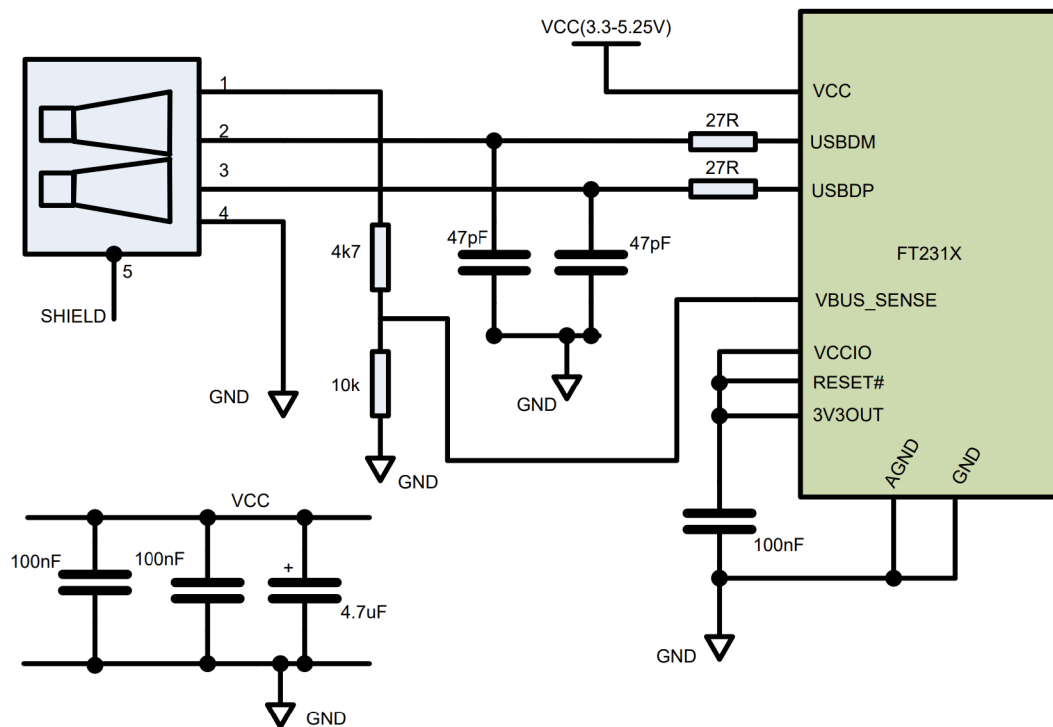 VCC(3.3-5.25V)
1
VCC
2
27R
USBDM
3
27R
USBDP
4
47pF
47pF
4k7
FT231X
5
SHIELD
VBUS_SENSE
VCCIO
10k
RESET#
GND
GND
3V3OUT
GND
AGND
GND
VCC
100nF
100nF
100nF
+
4.7uF
GND
GND